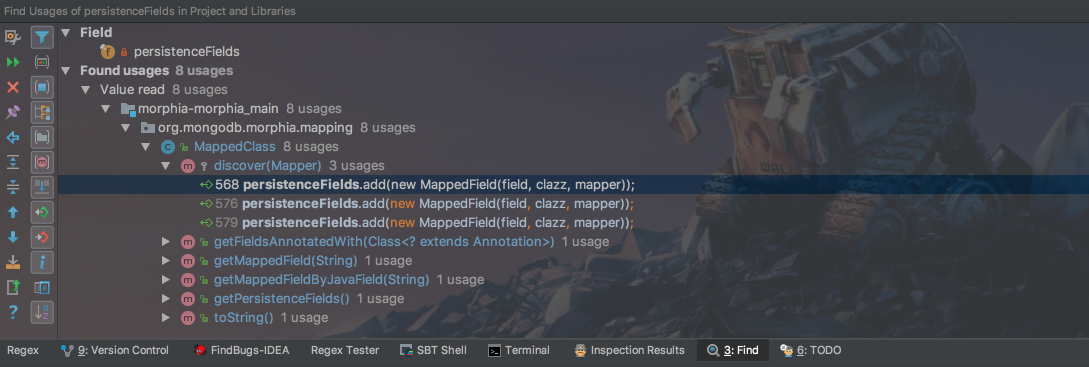 Find Usages of persistenceFields in Project and Libraries
Field
persistenceFields
Found usages 8 usages
Value read
morphia-morphia_main 8 usages
org.mongodb.morphia.mapping 8 usages
MappedClass 8 usages
discover(Mapper) 3 usages
568 persistenceFields.add(new MappedField(field, clazz, mapper));
576 persistenceFields.add(new MappedField(field, clazz, mapper));
579 persistenceFields.add(new MappedField(field, clazz, mapper));
getFieldsAnnotatedWith(Class<? extends Annotation>) 1 usage
getMappedField(String) 1 usage
getMappedFieldByJavaField(String) 1 usage
getPersistenceFields() 1 usage
toString() 1 usage
Regex 9: Version Control FindBugs-IDEA Regex Tester SBT Shell Terminal Inspection Results 3: Find 6: TODO